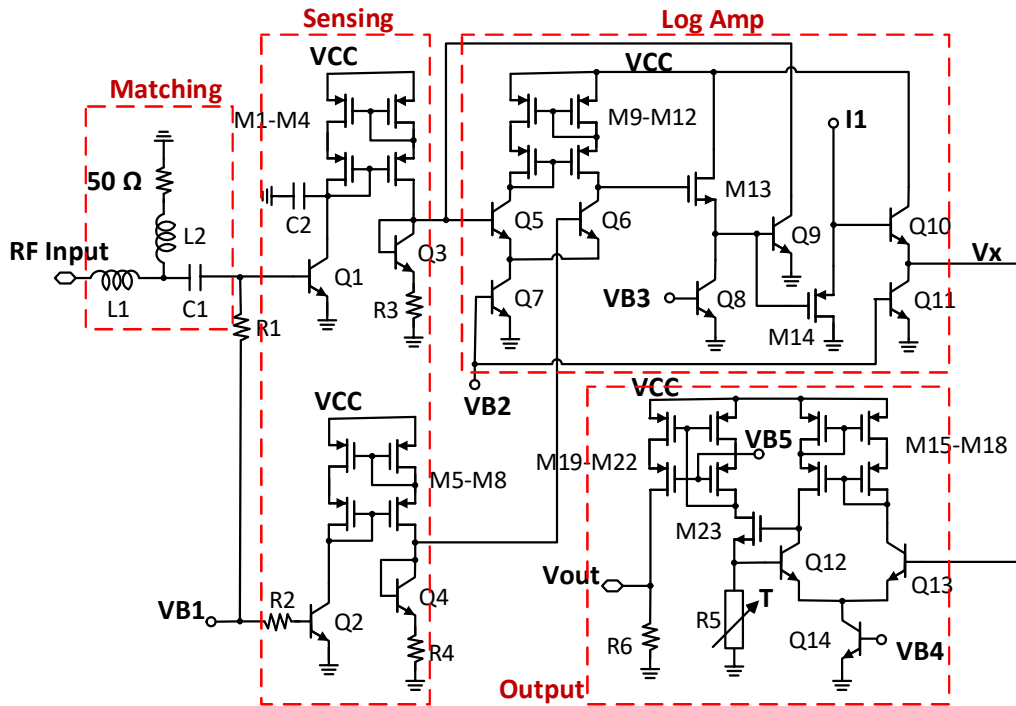 Sensing
Log Amp
Matching
VCC
VCC
M1-M4
M9-M12
I1
50 Ω
L2
C2
M13
Q5
Q6
Q9
Q10
Vx
RF Input
L1
C1
Q1
Q3
R3
Q7
VB3
Q8
M14
Q11
R1
VB2
VCC
VCC
M5-M8
M19-M22
VB5
M15-M18
M23
Q12
Q13
Vout
VB1
R2
Q2
Q4
R4
R6
R5
T
Q14
VB4
Output